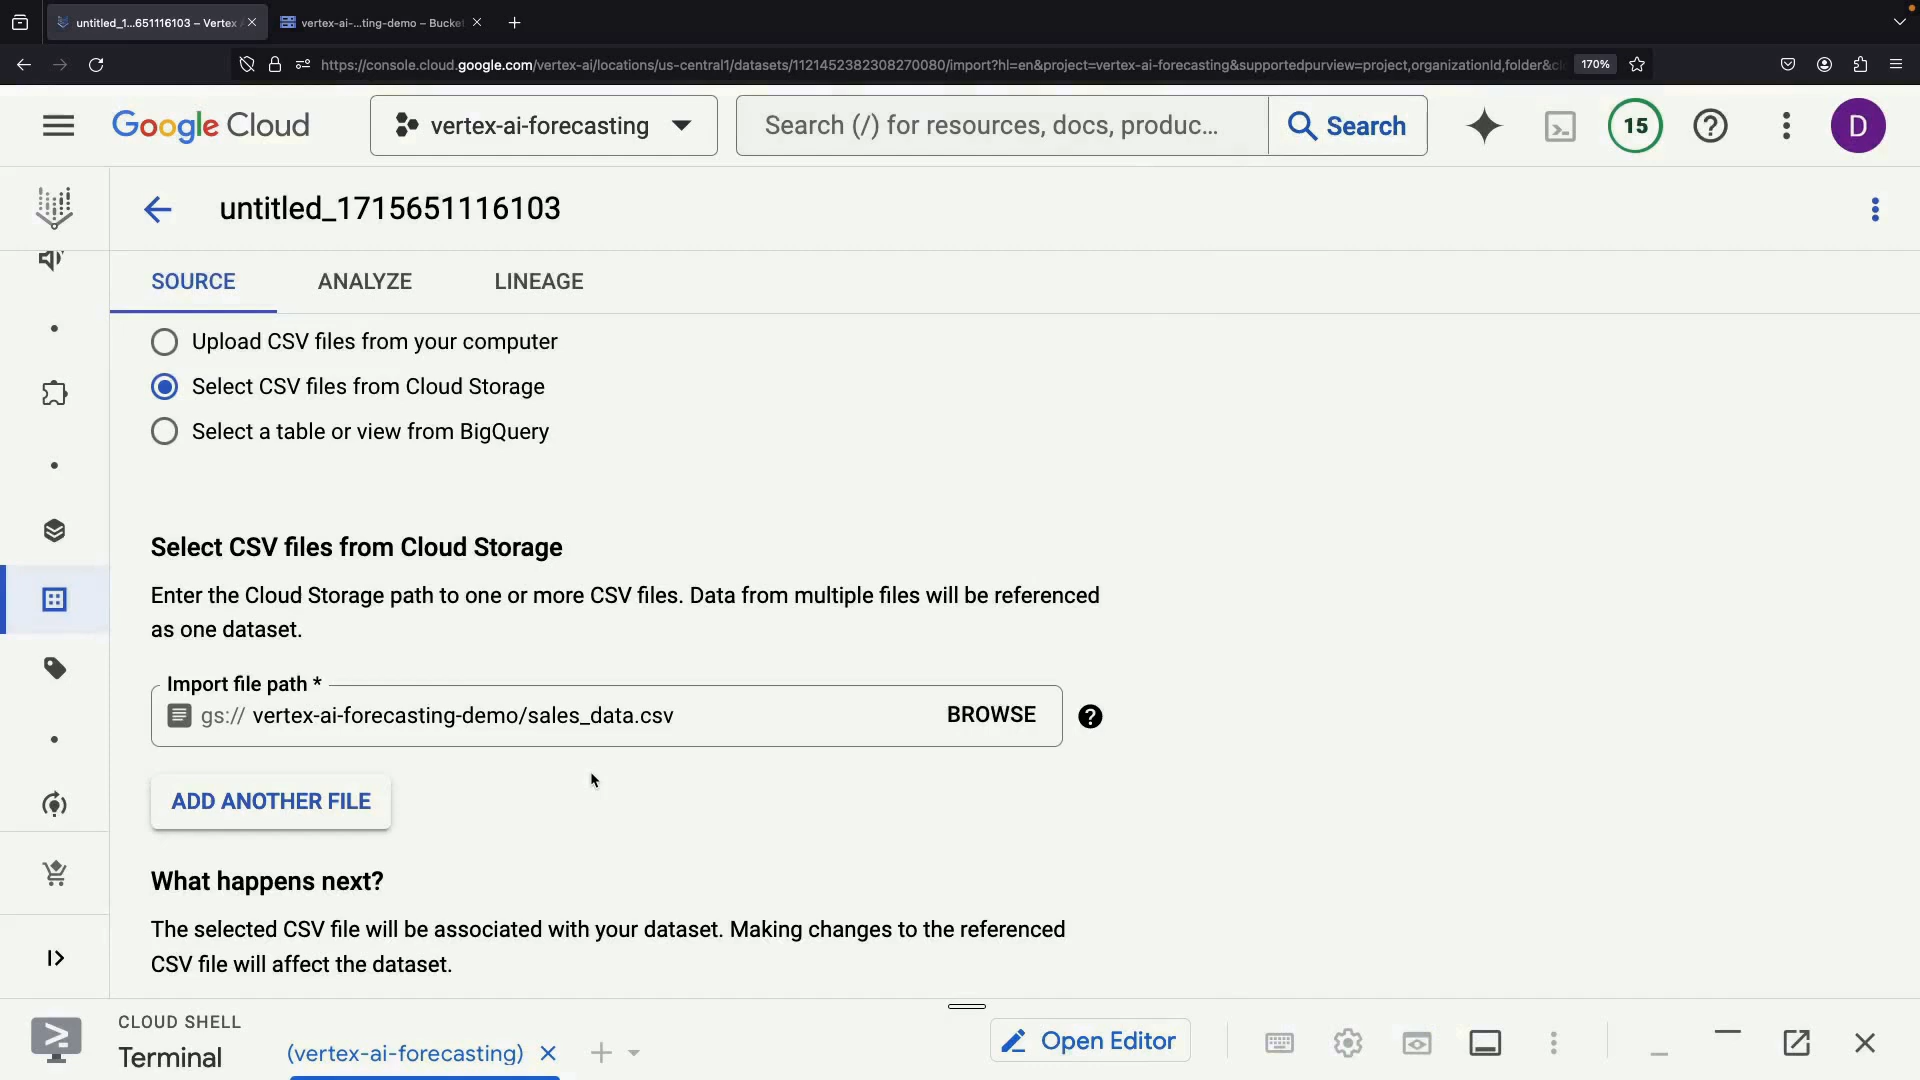 untitled_1...651116103 – Vertex
vertex-ai-...ting-demo – Bucke
https://console.cloud.google.com/vertex-ai/locations/us-central1/datasets/1121452382308270080/import?hl=en&project=vertex-ai-forecasting&supportedpurview=project,organizationId,folder&cl
170%
Google Cloud
vertex-ai-forecasting
Search (/) for resources, docs, produc...
Search
15
D
untitled_1715651116103
SOURCE
ANALYZE
LINEAGE
Upload CSV files from your computer
Select CSV files from Cloud Storage
Select a table or view from BigQuery
Select CSV files from Cloud Storage
Enter the Cloud Storage path to one or more CSV files. Data from multiple files will be referenced
as one dataset.
Import file path *
gs:// vertex-ai-forecasting-demo/sales_data.csv
BROWSE
ADD ANOTHER FILE
What happens next?
The selected CSV file will be associated with your dataset. Making changes to the referenced
CSV file will affect the dataset.
CLOUD SHELL
Terminal
(vertex-ai-forecasting)
Open Editor